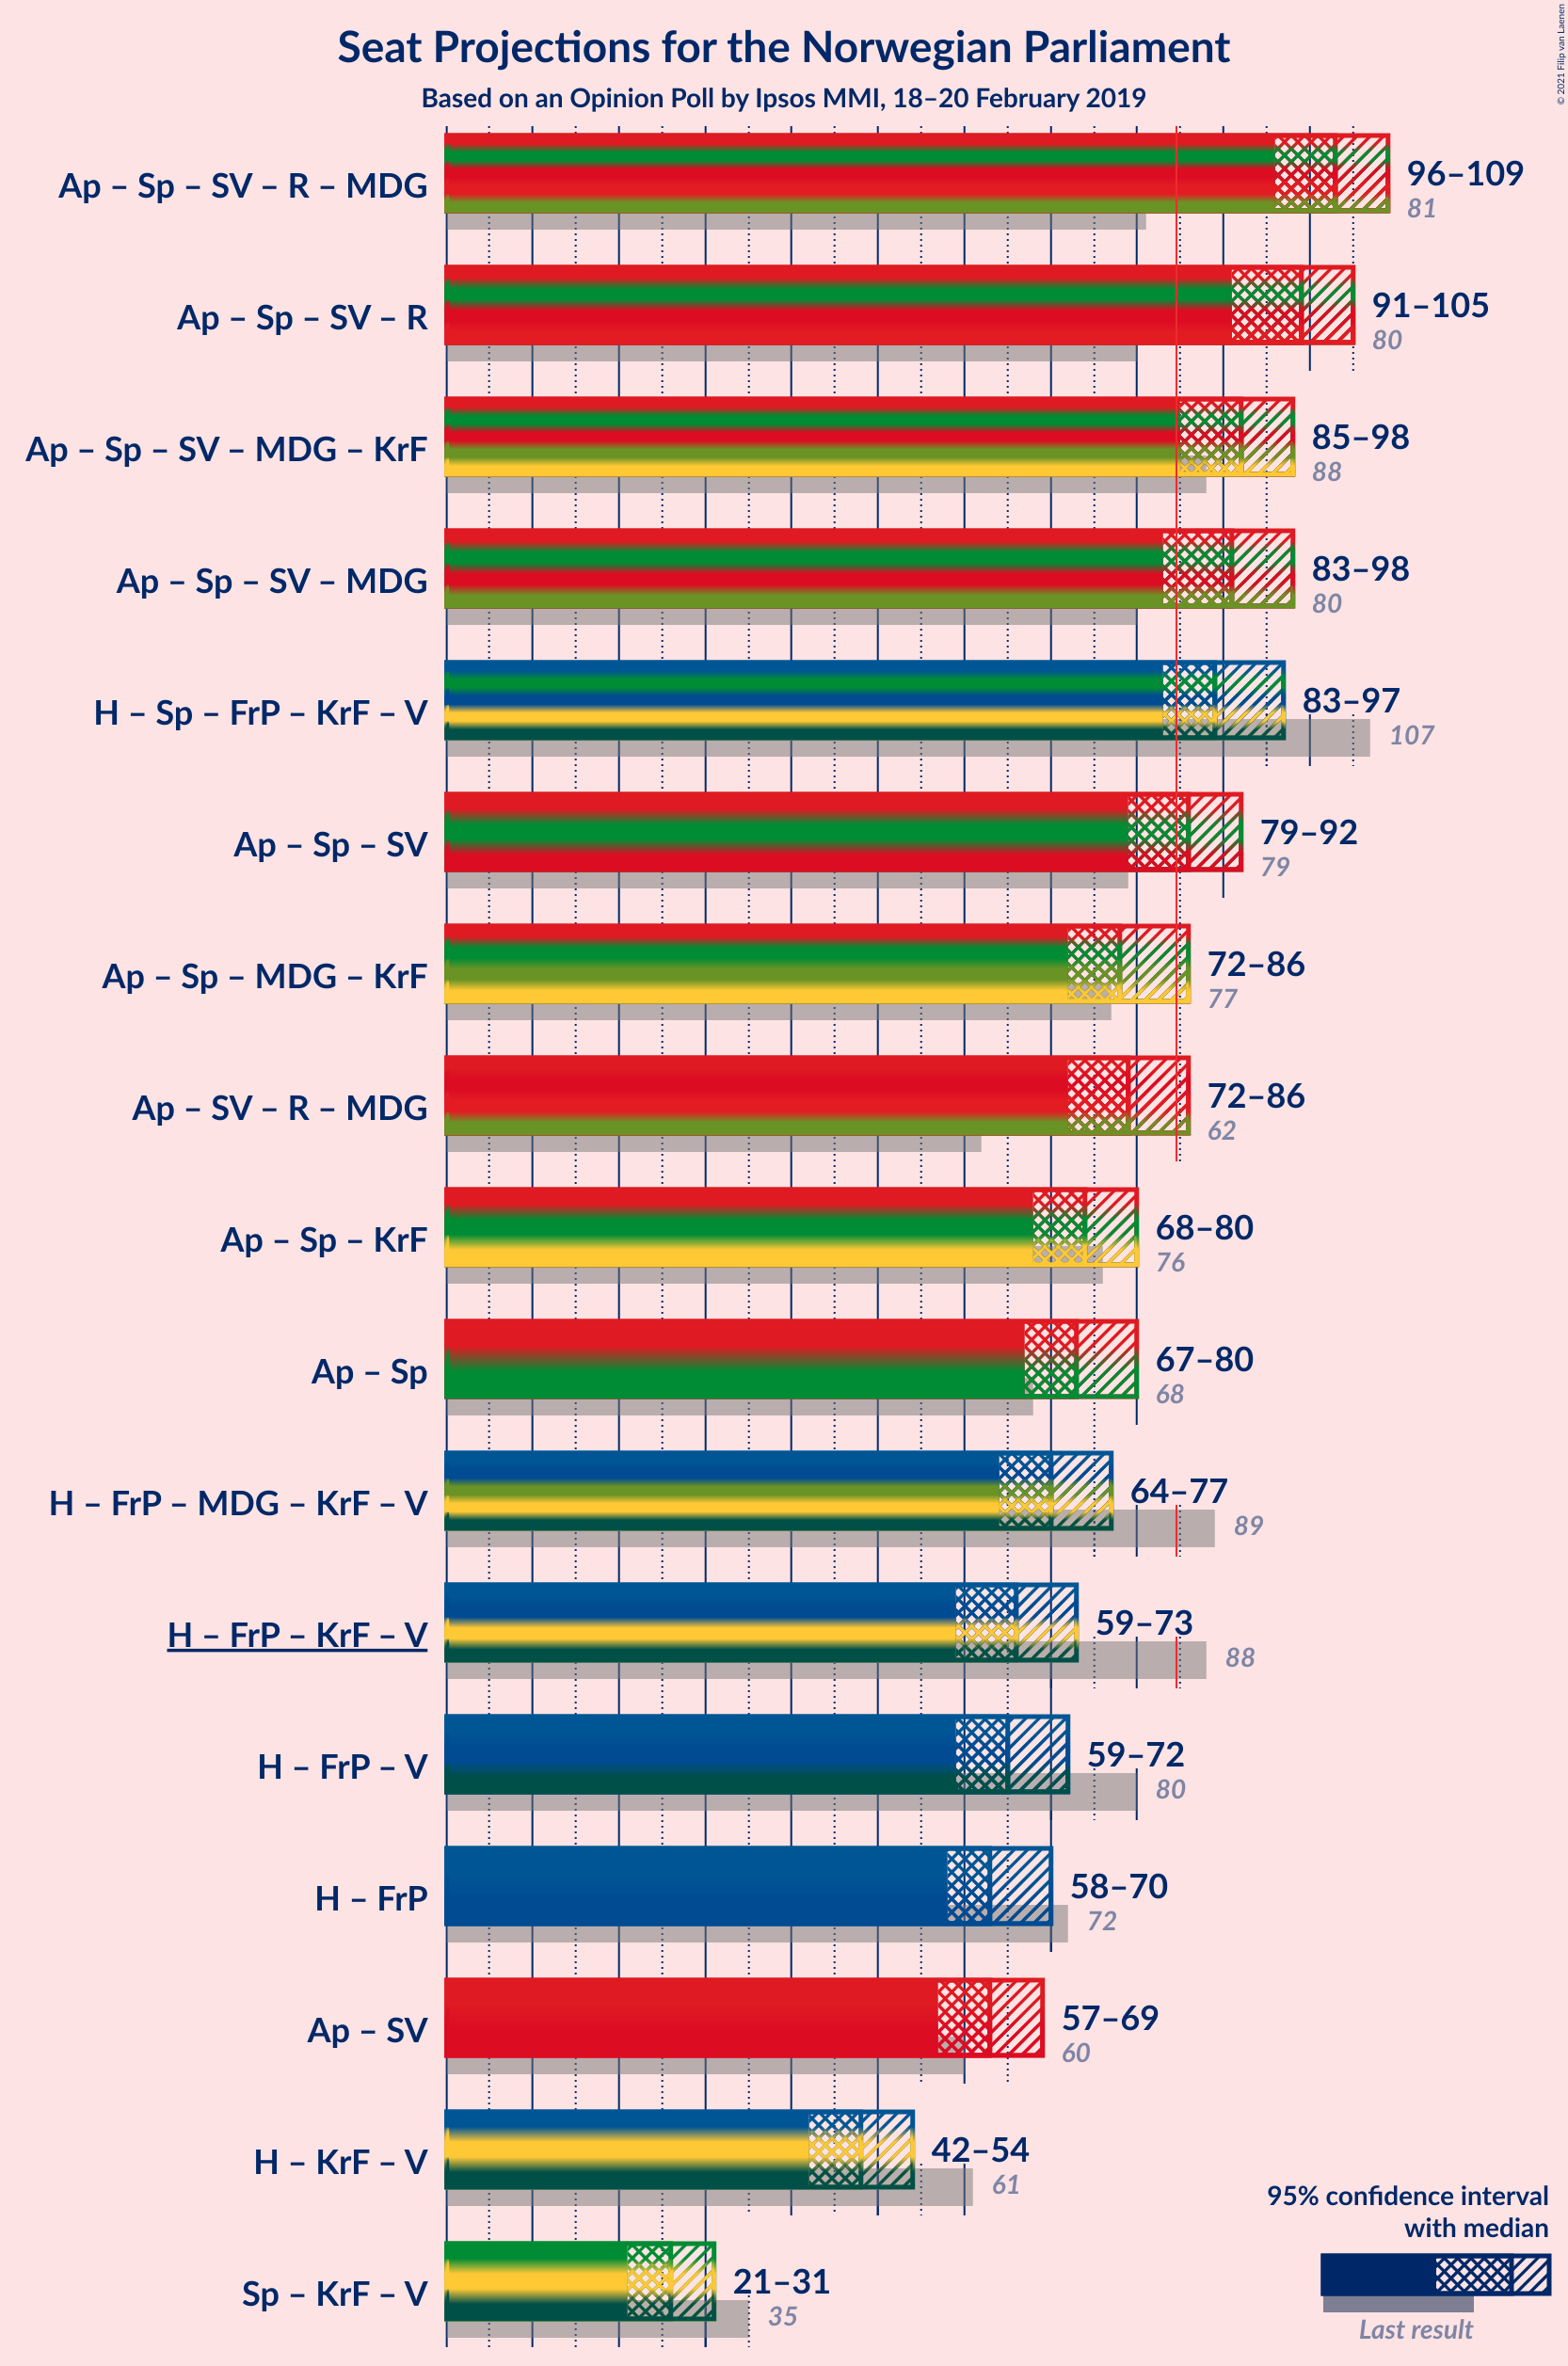 © 2021 Filip van Laenen
Seat Projections for the Norwegian Parliament
Based on an Opinion Poll by Ipsos MMI, 18–20 February 2019
Ap – Sp – SV – R – MDG
96–109
81
Ap – Sp – SV – R
91–105
80
Ap – Sp – SV – MDG – KrF
85–98
88
Ap – Sp – SV – MDG
83–98
80
H – Sp – FrP – KrF – V
83–97
107
Ap – Sp – SV
79–92
79
Ap – Sp – MDG – KrF
72–86
77
Ap – SV – R – MDG
72–86
62
Ap – Sp – KrF
68–80
76
Ap – Sp
67–80
68
H – FrP – MDG – KrF – V
64–77
89
H – FrP – KrF – V
59–73
88
H – FrP – V
59–72
80
H – FrP
58–70
72
Ap – SV
57–69
60
H – KrF – V
42–54
61
Sp – KrF – V
21–31
35
95% confidence interval
with median
Last result